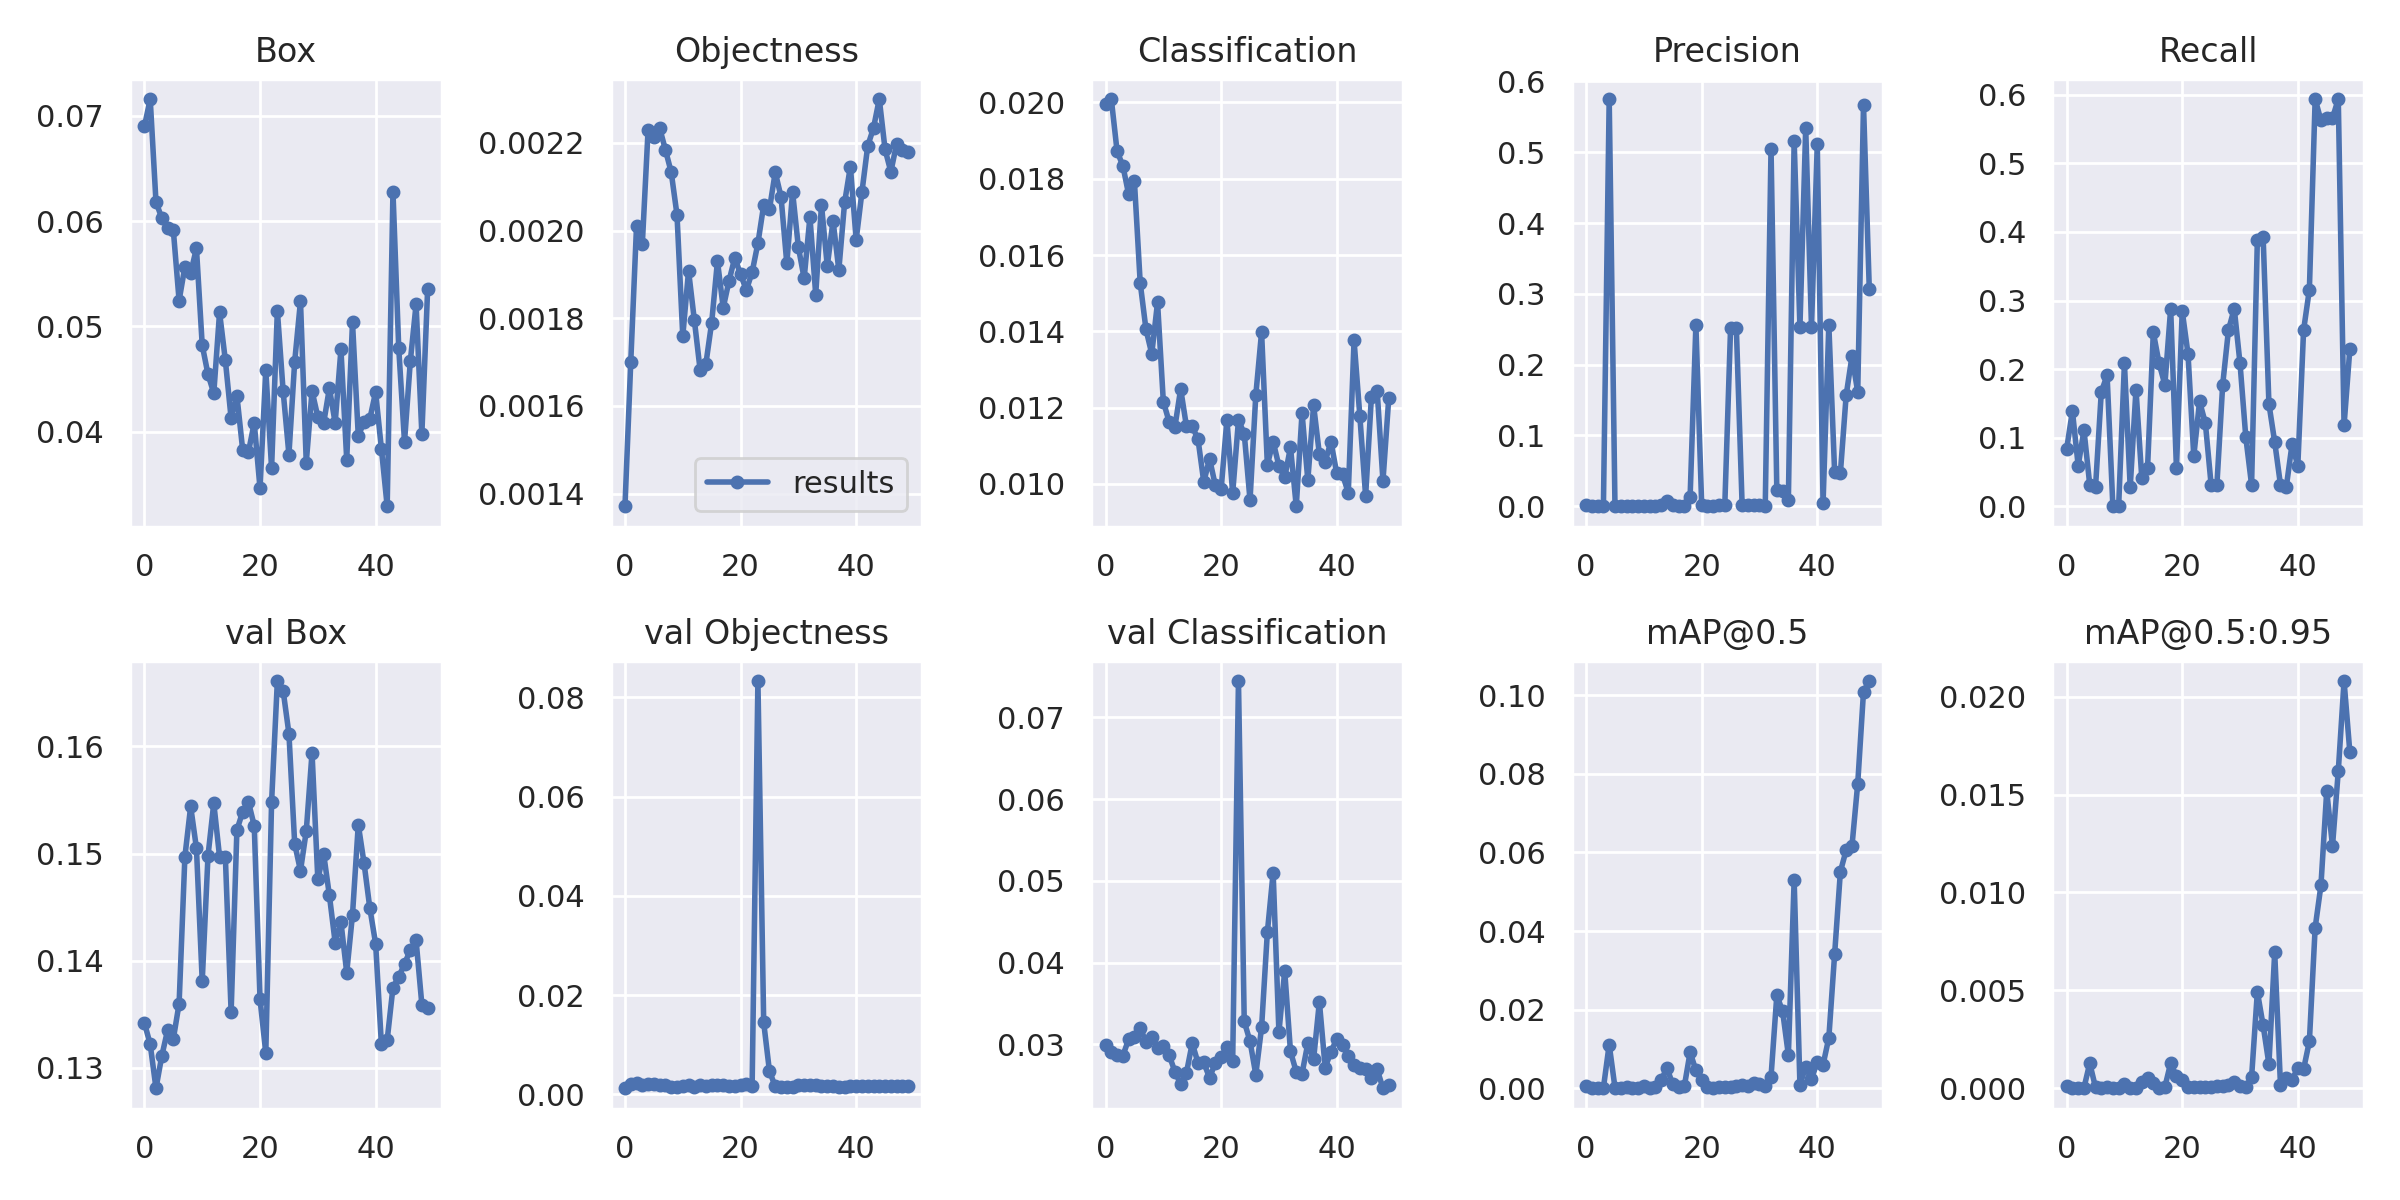 Box
Objectness
Classification
Precision
Recall
0.07
0.06
0.05
0.04
0 20 40
0.0022
0.0020
0.0018
0.0016
0.0014
results
0 20 40
0.020
0.018
0.016
0.014
0.012
0.010
0 20 40
0.6
0.5
0.4
0.3
0.2
0.1
0.0
0 20 40
0.6
0.5
0.4
0.3
0.2
0.1
0.0
0 20 40
val Box
val Objectness
val Classification
mAP@0.5
mAP@0.5:0.95
0.16
0.15
0.14
0.13
0 20 40
0.08
0.06
0.04
0.02
0.00
0 20 40
0.07
0.06
0.05
0.04
0.03
0 20 40
0.10
0.08
0.06
0.04
0.02
0.00
0 20 40
0.020
0.015
0.010
0.005
0.000
0 20 40